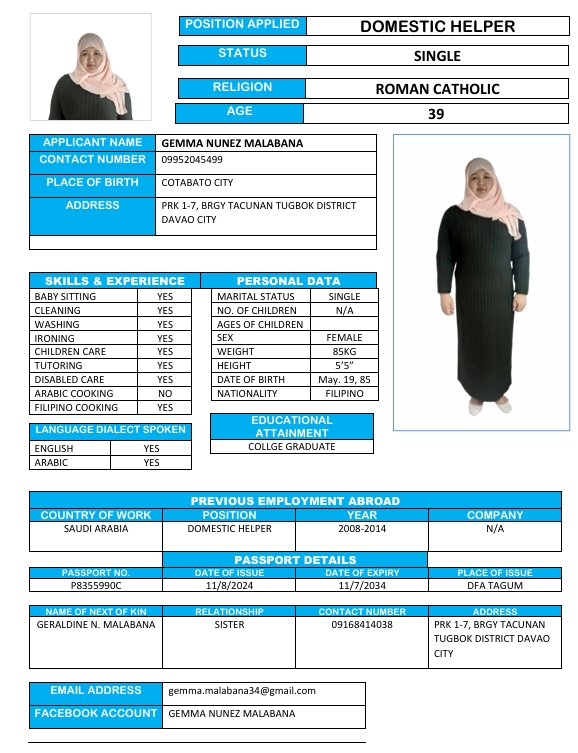 POSITION APPLIED DOMESTIC HELPER
STATUS SINGLE
RELIGION ROMAN CATHOLIC
AGE 39
APPLICANT NAME GEMMA NUNEZ MALABANA
CONTACT NUMBER 09952045499
PLACE OF BIRTH COTABATO CITY
ADDRESS PRK 1-7, BRGY TACUNAN TUGBOK DISTRICT
DAVAO CITY
SKILLS & EXPERIENCE PERSONAL DATA
BABY SITTING YES MARITAL STATUS SINGLE
CLEANING YES NO. OF CHILDREN N/A
WASHING YES AGES OF CHILDREN
IRONING YES SEX FEMALE
CHILDREN CARE YES WEIGHT 85KG
TUTORING YES HEIGHT 5’5”
DISABLED CARE YES DATE OF BIRTH May. 19, 85
ARABIC COOKING NO NATIONALITY FILIPINO
FILIPINO COOKING YES
LANGUAGE DIALECT SPOKEN
ENGLISH YES
ARABIC YES
EDUCATIONAL
ATTAINMENT
COLLGE GRADUATE
PREVIOUS EMPLOYMENT ABROAD
COUNTRY OF WORK POSITION YEAR COMPANY
SAUDI ARABIA DOMESTIC HELPER 2008-2014 N/A
PASSPORT DETAILS
PASSPORT NO. DATE OF ISSUE DATE OF EXPIRY PLACE OF ISSUE
P8355990C 11/8/2024 11/7/2034 DFA TAGUM
NAME OF NEXT OF KIN RELATIONSHIP CONTACT NUMBER ADDRESS
GERALDINE N. MALABANA SISTER 09168414038 PRK 1-7, BRGY TACUNAN
TUGBOK DISTRICT DAVAO
CITY
EMAIL ADDRESS gemma.malabana34@gmail.com
FACEBOOK ACCOUNT GEMMA NUNEZ MALABANA